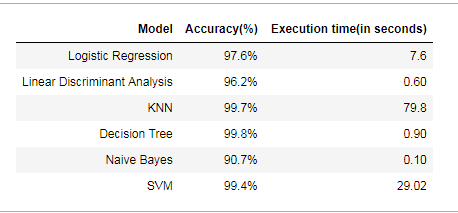 Model Accuracy(%) Execution time(in seconds)
Logistic Regression 97.6% 7.6
Linear Discriminant Analysis 96.2% 0.60
KNN 99.7% 79.8
Decision Tree 99.8% 0.90
Naive Bayes 90.7% 0.10
SVM 99.4% 29.02